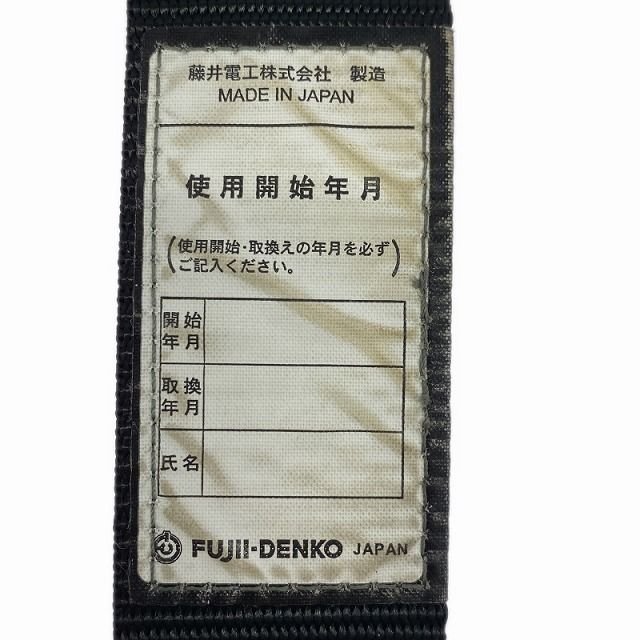 藤井電工株式会社　製造
MADE IN JAPAN
使用開始年月
(使用開始・取換えの年月を必ず
ご記入ください。)
開始
年月
取換
年月
氏名
FUJII-DENKO JAPAN